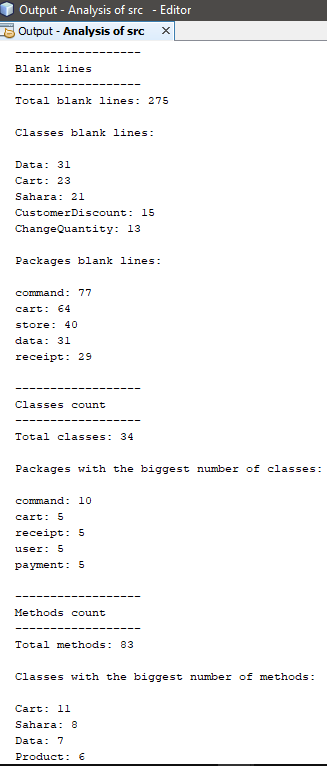 Output - Analysis of src - Editor
Output - Analysis of src
------------------
Blank lines
------------------
Total blank lines: 275
Classes blank lines:
Data: 31
Cart: 23
Sahara: 21
CustomerDiscount: 15
ChangeQuantity: 13
Packages blank lines:
command: 77
cart: 64
store: 40
data: 31
receipt: 29
------------------
Classes count
------------------
Total classes: 34
Packages with the biggest number of classes:
command: 10
cart: 5
receipt: 5
user: 5
payment: 5
------------------
Methods count
------------------
Total methods: 83
Classes with the biggest number of methods:
Cart: 11
Sahara: 8
Data: 7
Product: 6